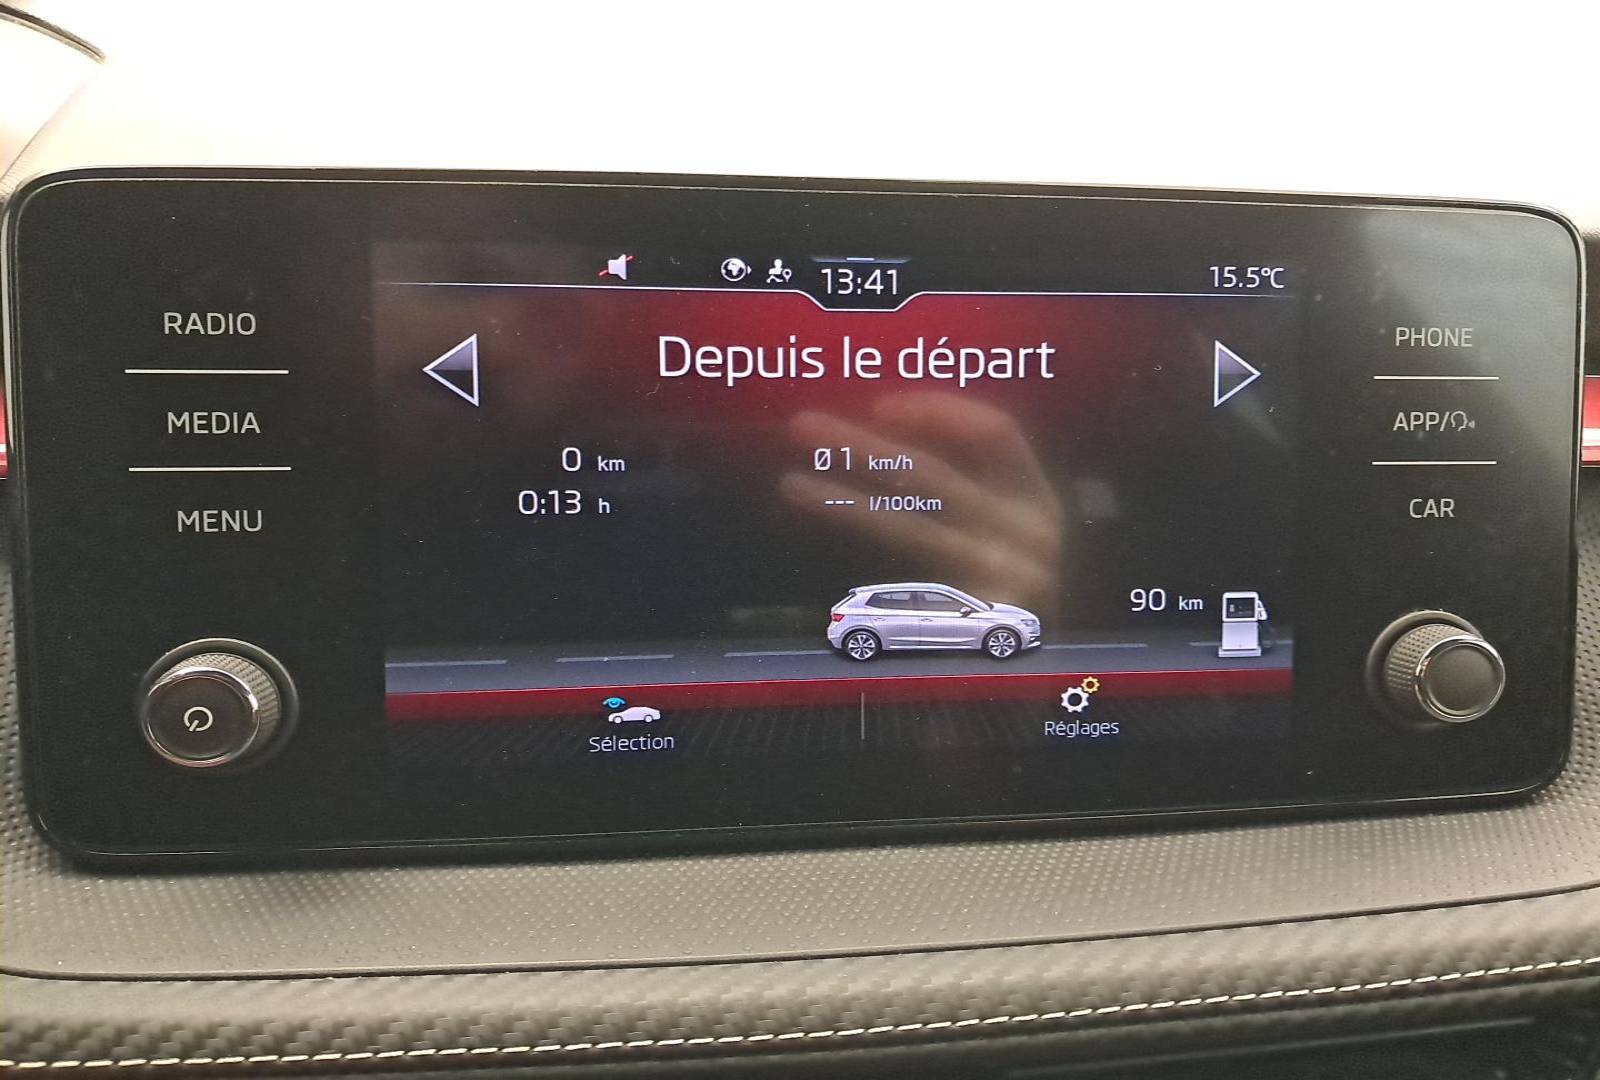 13:41
15.5°C
RADIO
MEDIA
MENU
Depuis le départ
0 km
Ø 1 km/h
0:13 h
--- l/100km
90 km
Sélection
Réglages
PHONE
APP/
CAR